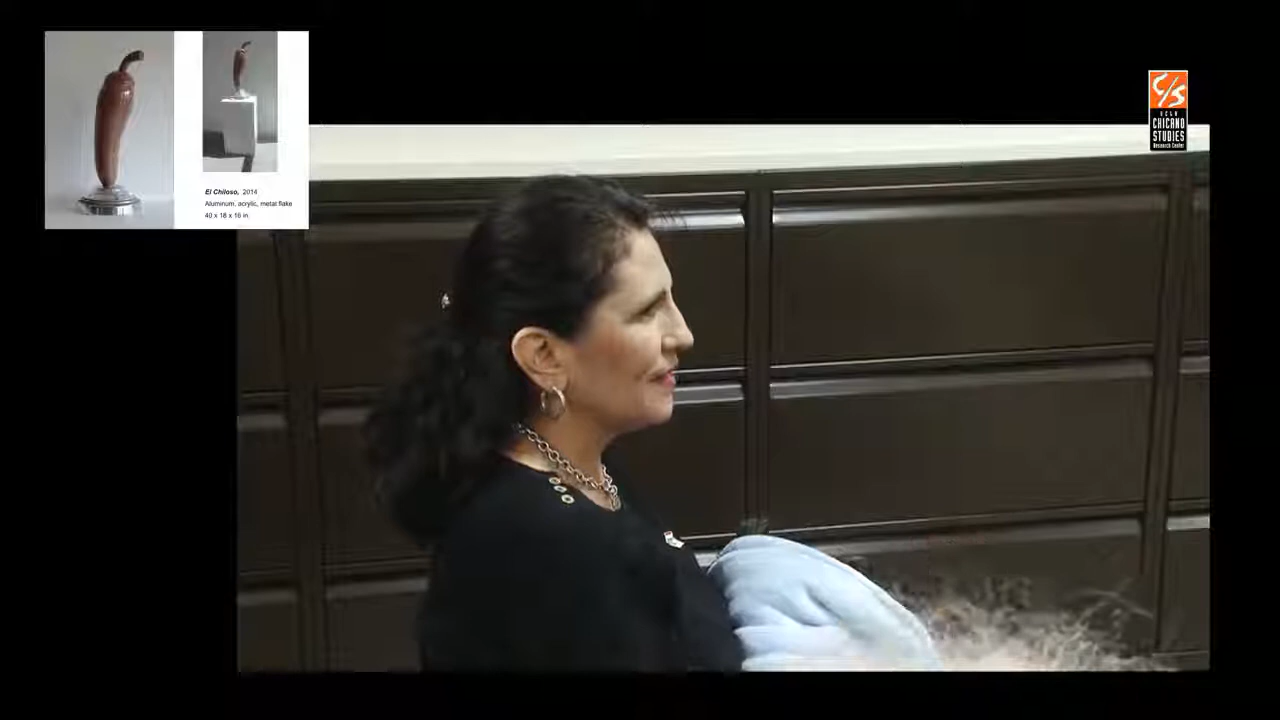 El Chiloso, 2014
Aluminum, acrylic, metal flake
40 x 18 x 16 in.
C/S
UCLA
CHICANO
STUDIES
Research Center